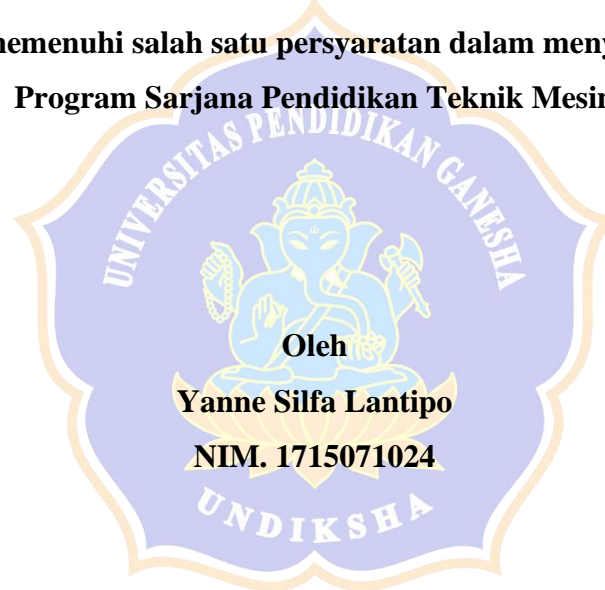 memenuhi salah satu persyaratan dalam meny
Program Sarjana Pendidikan Teknik Mesin
UNIVERSITAS PENDIDIKAN GANESHA
Oleh
Yanne Silfa Lantipo
NIM. 1715071024
UNDIKSHA